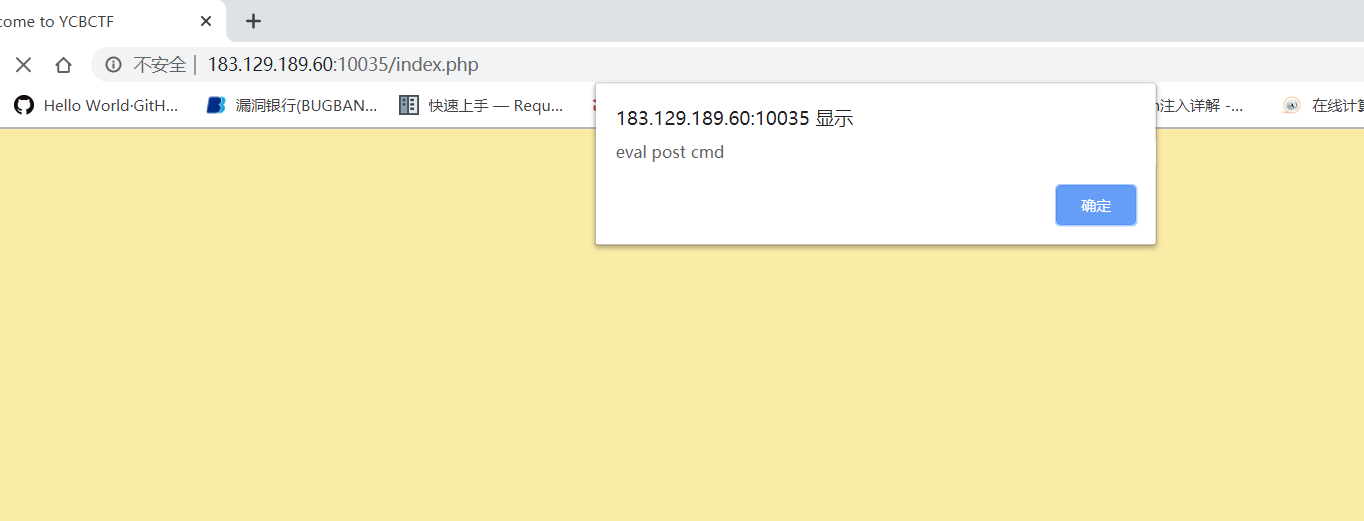 come to YCBCTF
不安全 | 183.129.189.60:10035/index.php
Hello World·GitH... 漏洞银行(BUGBAN... 快速上手 — Requ... 注入详解 -... 在线计算
183.129.189.60:10035 显示
eval post cmd
确定